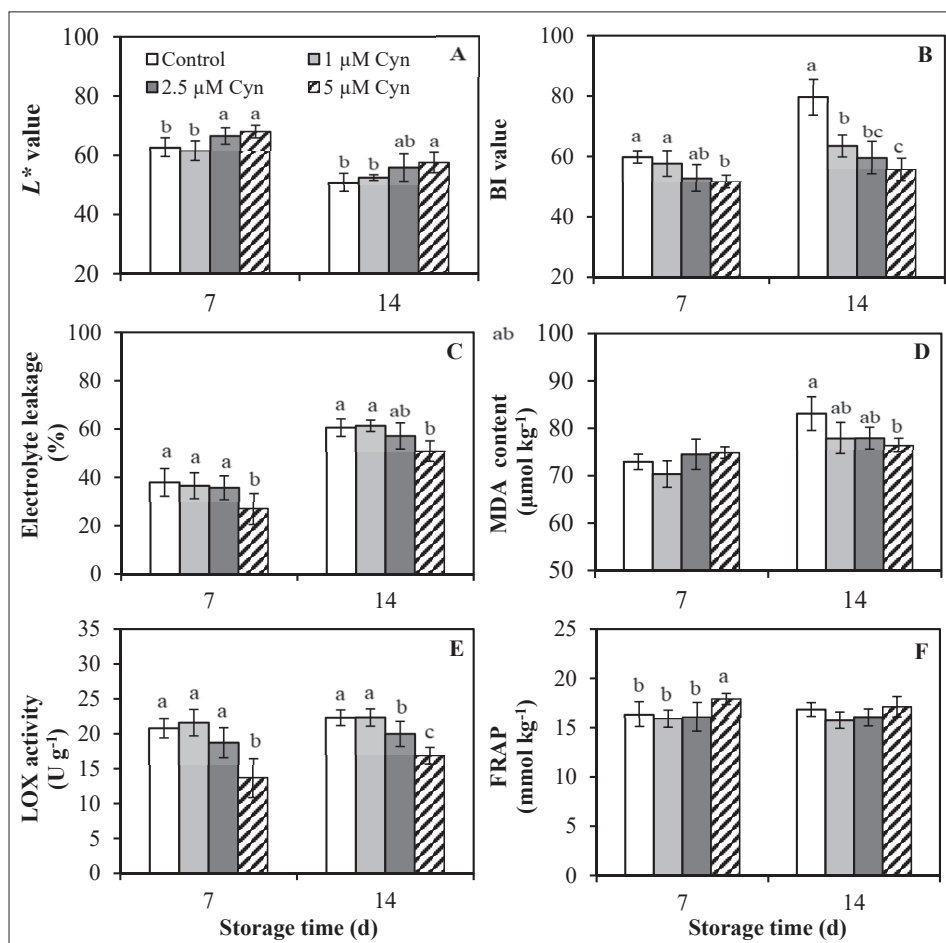 A
Control
1 µM Cyn
2.5 µM Cyn
5 µM Cyn
L* value
100
80
60
40
20
b b a a
b b ab a
7
14
B
BI value
100
80
60
40
20
a a ab b
a b bc c
7
14
C
Electrolyte leakage
(%)
100
80
60
40
20
0
a a a b
a a ab b
7
14
ab
D
MDA content
(µmol kg-1)
100
90
80
70
60
50
a ab ab b
7
14
E
LOX activity
(U g-1)
35
30
25
20
15
10
5
0
a a a b
a a b c
7
14
Storage time (d)
F
FRAP
(mmol kg-1)
25
20
15
10
5
0
b b b a
7
14
Storage time (d)